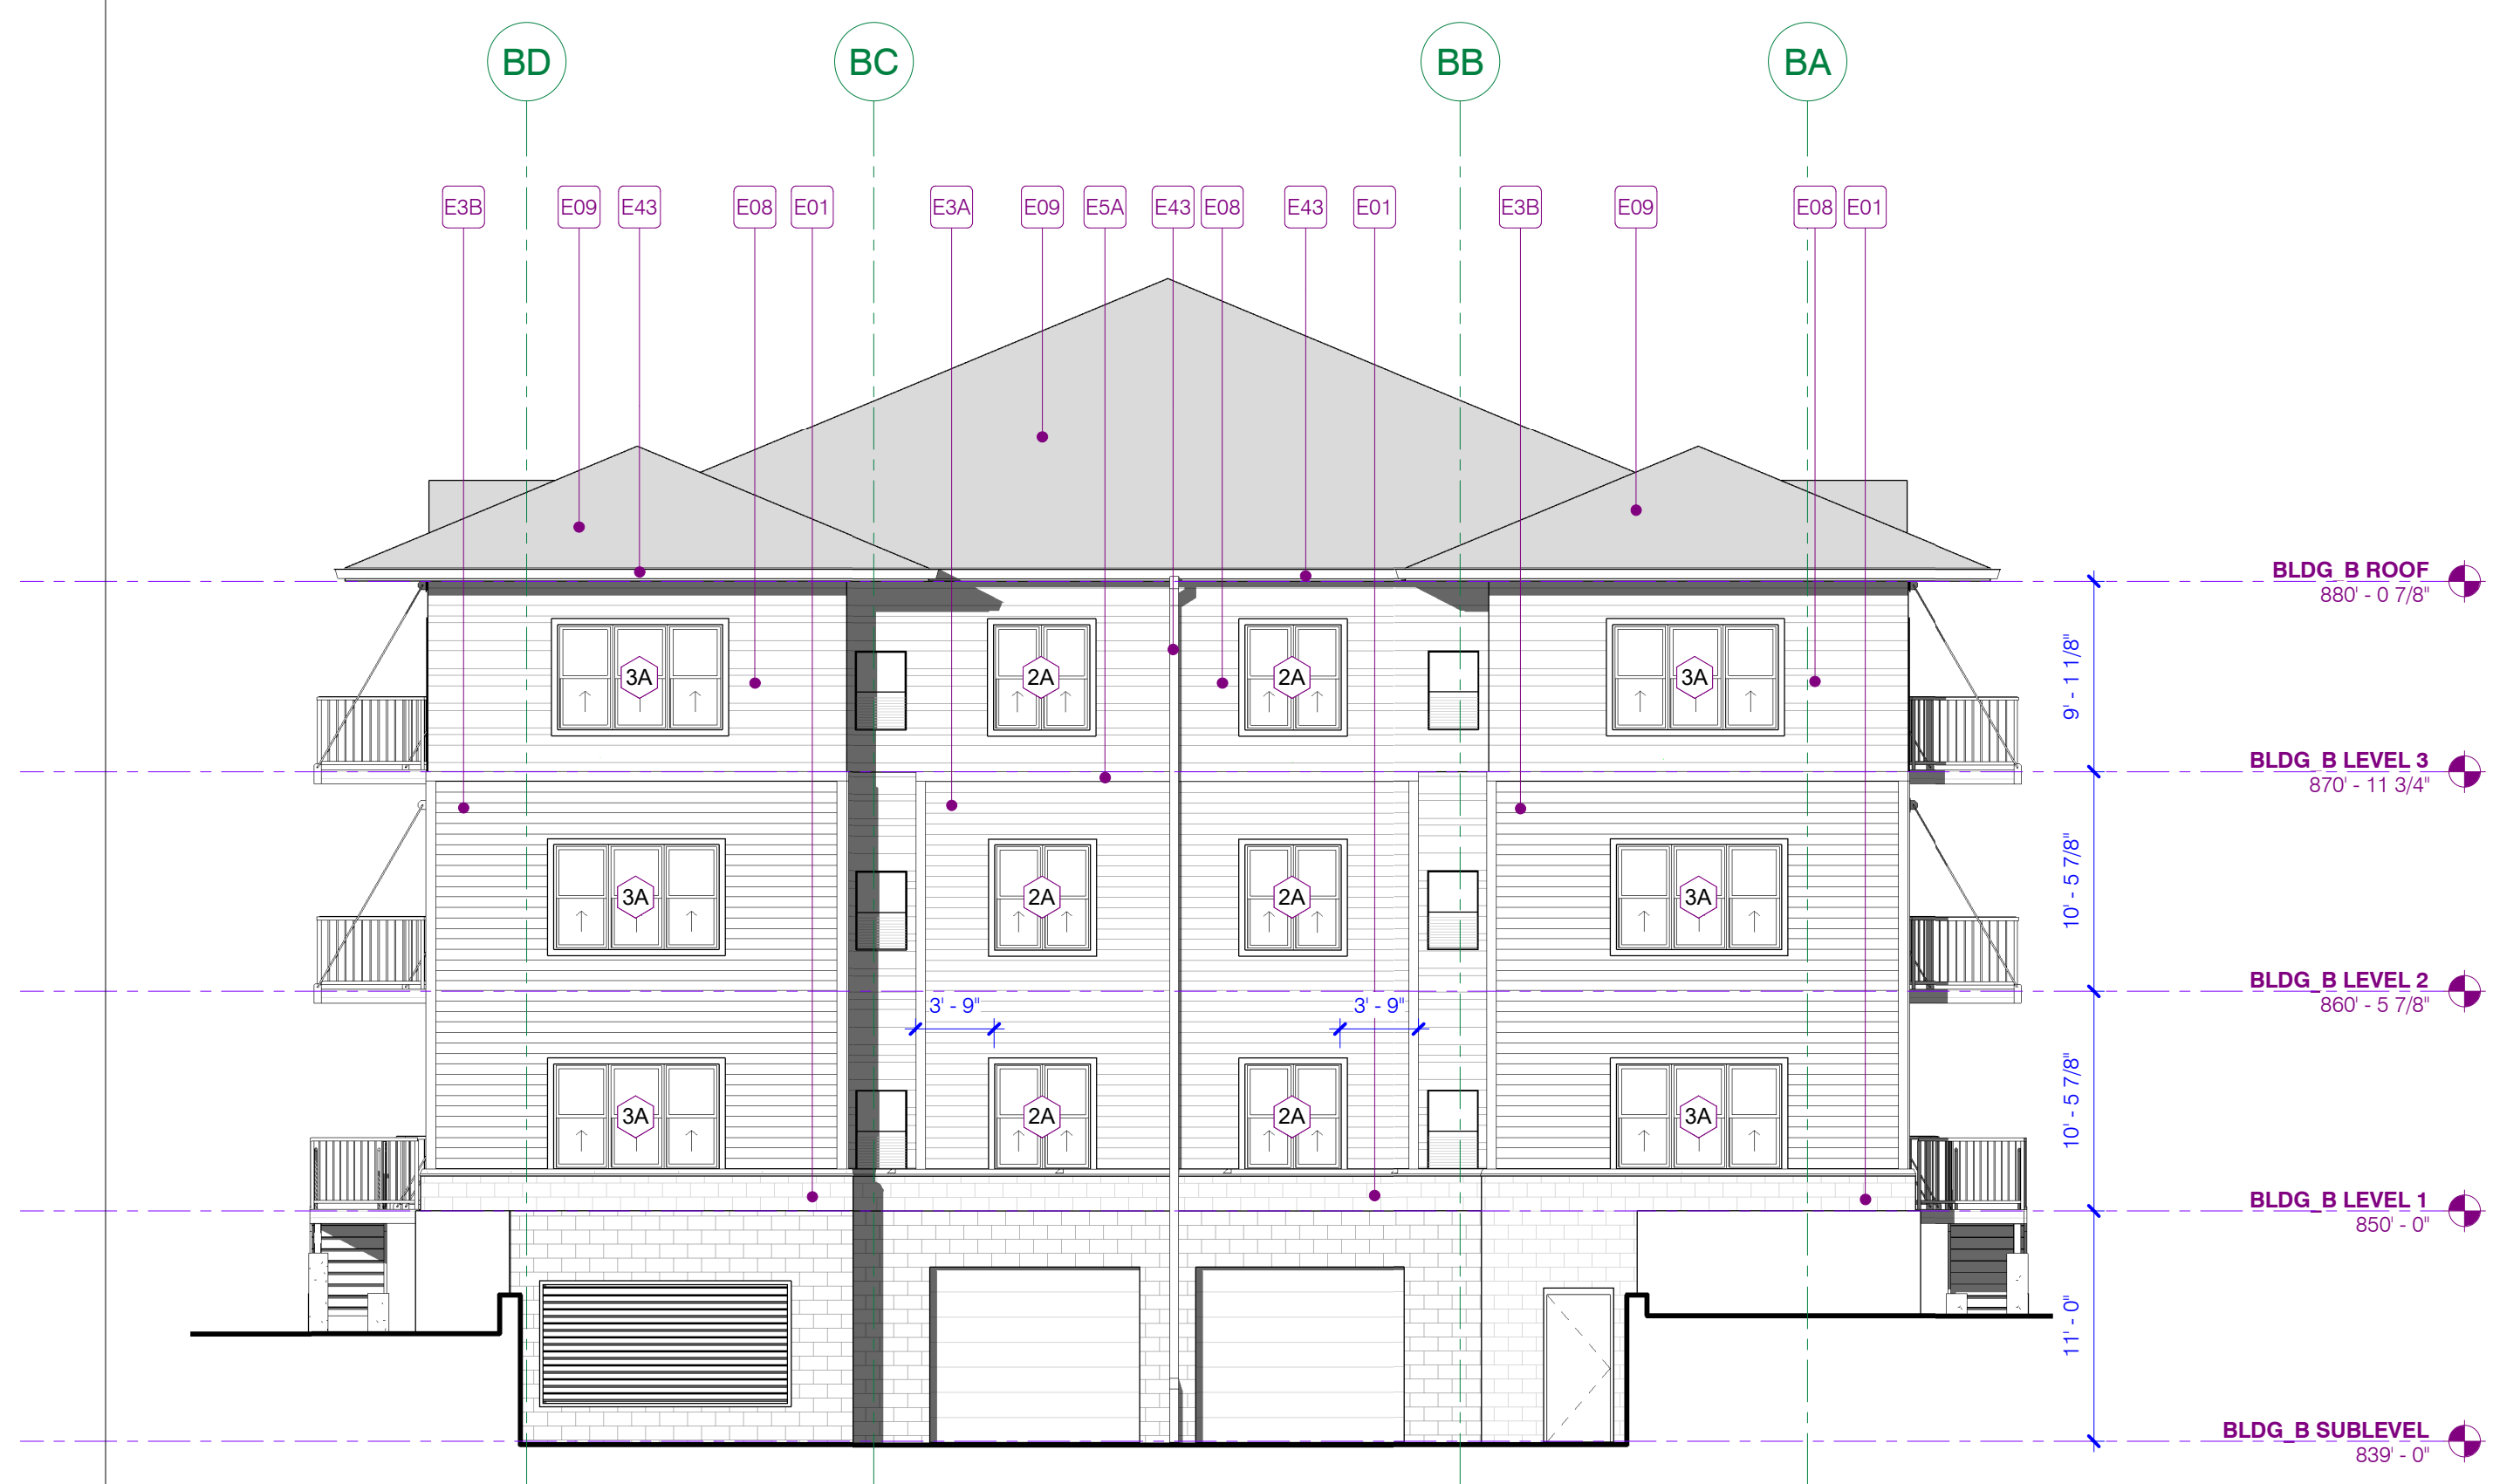 BD BC BB BA
E3B E09 E43 E08 E01 E3A E09 E5A E43 E08 E43 E01 E3B E09 E08 E01
BLDG_B ROOF
880' - 0 7/8"
9' - 1 1/8"
3A 2A 2A 3A
BLDG_B LEVEL 3
870' - 11 3/4"
10' - 5 7/8"
3A 2A 2A 3A
BLDG_B LEVEL 2
860' - 5 7/8"
3' - 9" 3' - 9"
10' - 5 7/8"
3A 2A 2A 3A
BLDG_B LEVEL 1
850' - 0"
11' - 0"
BLDG_B SUBLEVEL
839' - 0"